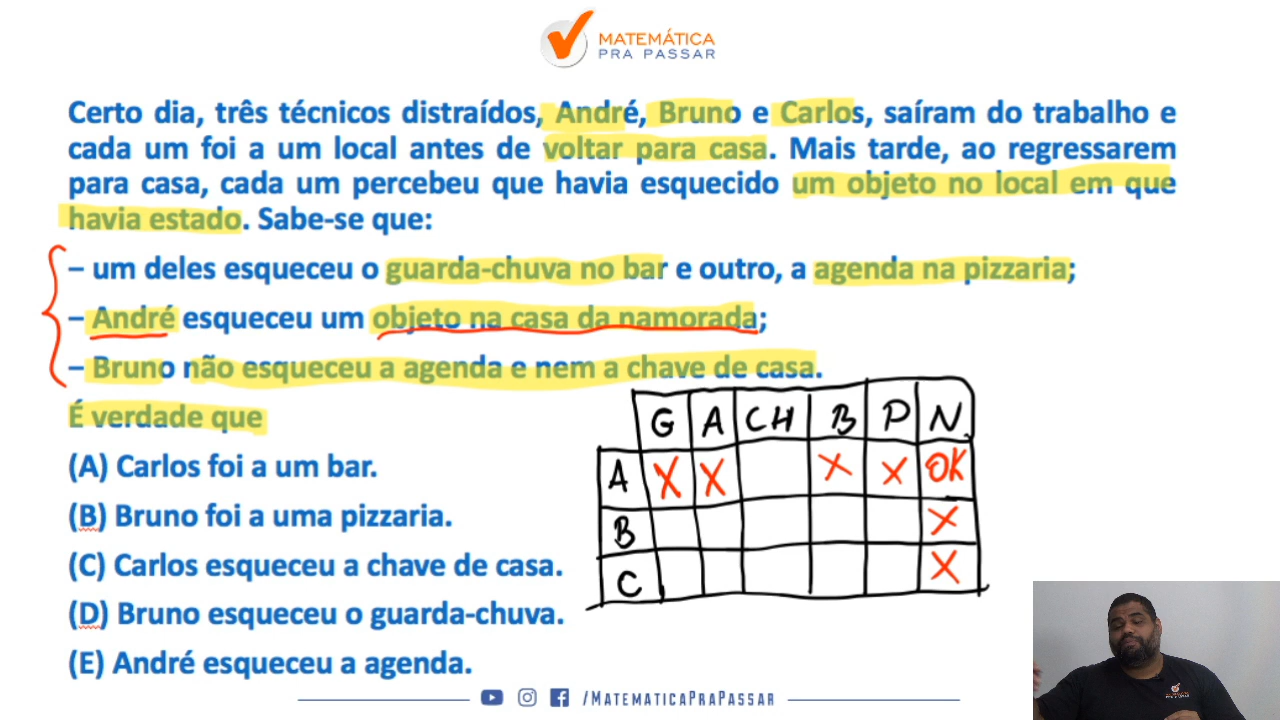 MATEMÁTICA
PRA PASSAR
Certo dia, três técnicos distraídos, André, Bruno e Carlos, saíram do trabalho e
cada um foi a um local antes de voltar para casa. Mais tarde, ao regressarem
para casa, cada um percebeu que havia esquecido um objeto no local em que
havia estado. Sabe-se que:
– um deles esqueceu o guarda-chuva no bar e outro, a agenda na pizzaria;
– André esqueceu um objeto na casa da namorada;
– Bruno não esqueceu a agenda e nem a chave de casa.
É verdade que
(A) Carlos foi a um bar.
(B) Bruno foi a uma pizzaria.
(C) Carlos esqueceu a chave de casa.
(D) Bruno esqueceu o guarda-chuva.
(E) André esqueceu a agenda.
G A CH B P N
A X X X X OK
B X
C X
/MATEMATICAPRAPASSAR